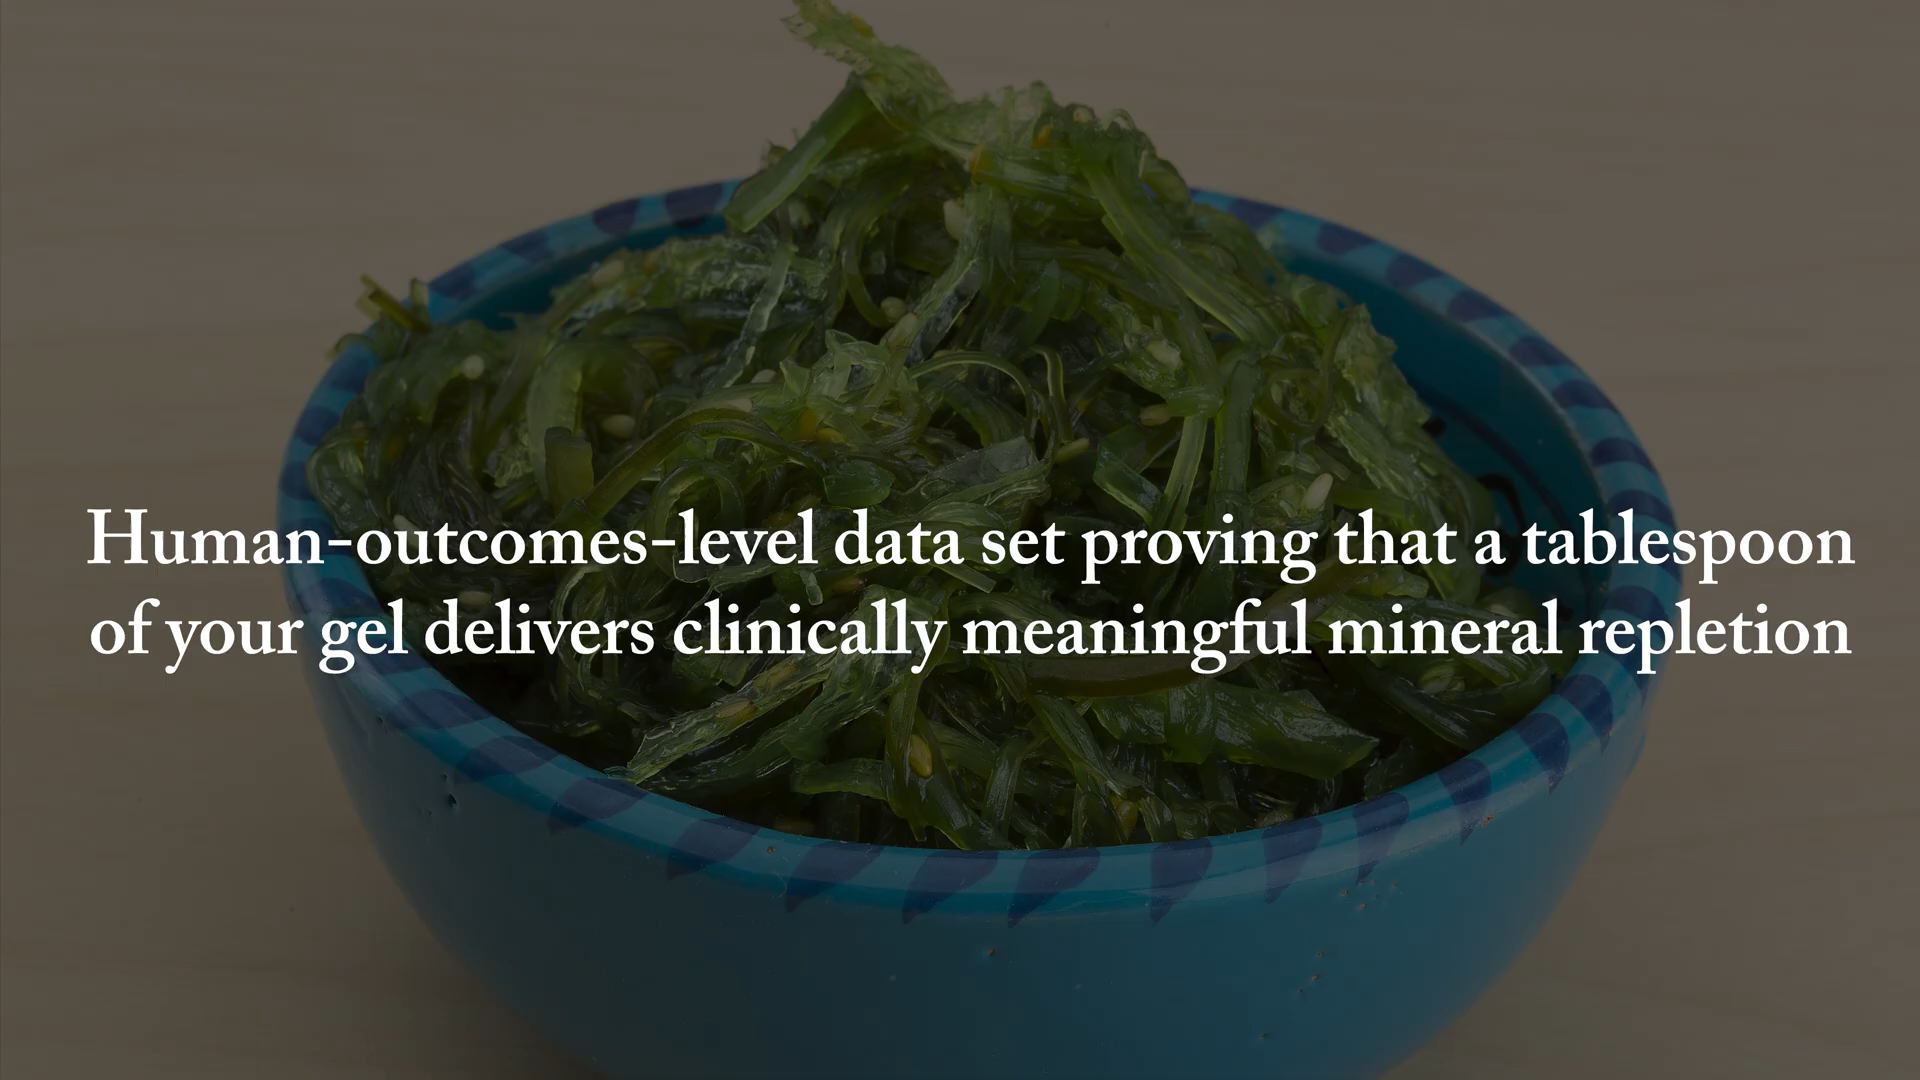 Human-outcomes-level data set proving that a tablespoon
of your gel delivers clinically meaningful mineral repletion